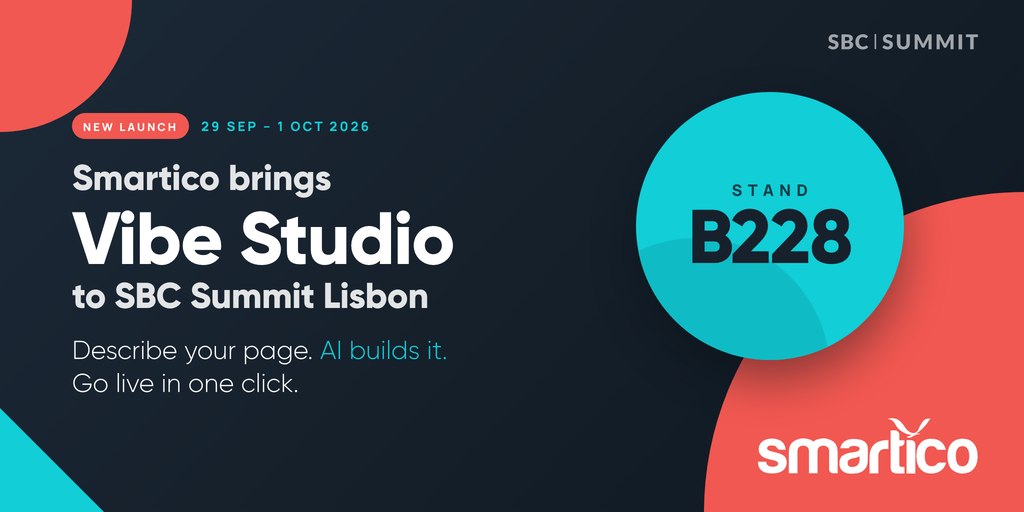 SBC | SUMMIT
NEW LAUNCH
29 SEP – 1 OCT 2026
Smartico brings
Vibe Studio
to SBC Summit Lisbon
Describe your page. AI builds it.
Go live in one click.
STAND
B228
smartico